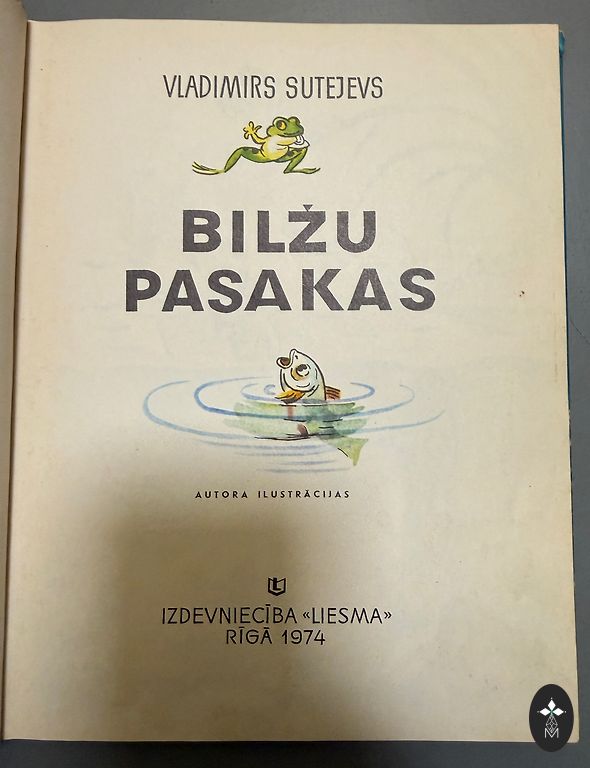 VLADIMIRS SUTEJEVS
BILŽU
PASAKAS
AUTORA ILUSTRĀCIJAS
IZDEVNIECĪBA «LIESMA»
RĪGĀ 1974
M